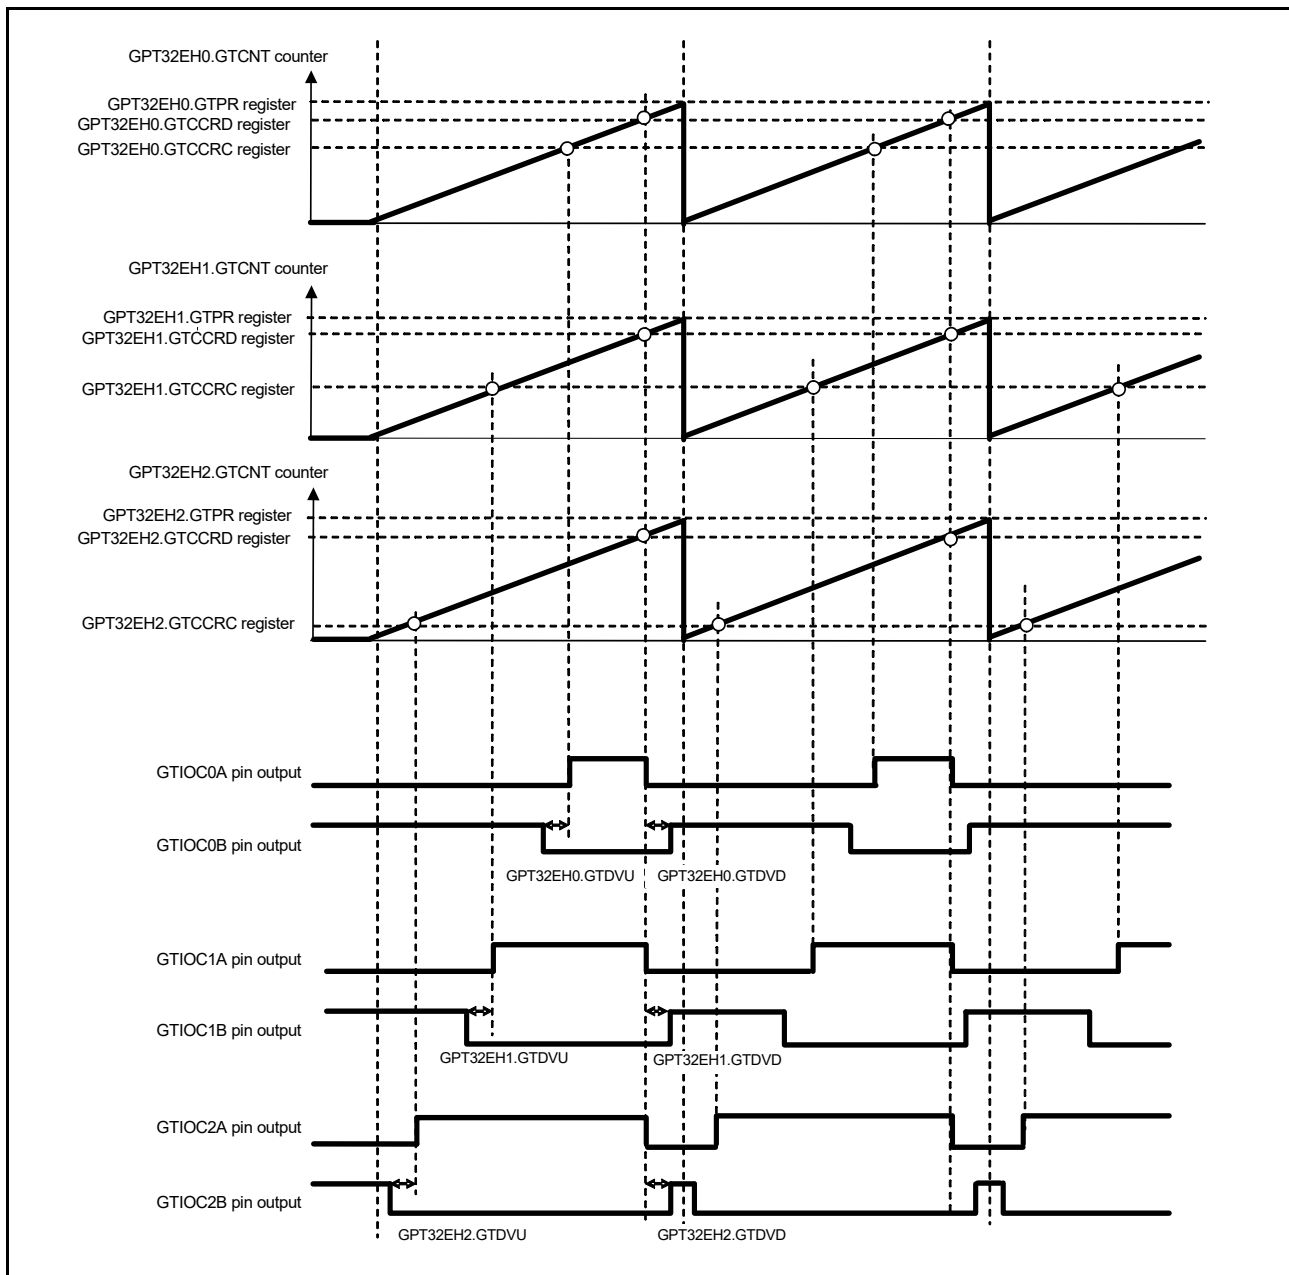 GPT32EH0.GTCNT counter
GPT32EH0.GTPR register
GPT32EH0.GTCCRD register
GPT32EH0.GTCCRC register
GPT32EH1.GTCNT counter
GPT32EH1.GTPR register
GPT32EH1.GTCCRD register
GPT32EH1.GTCCRC register
GPT32EH2.GTCNT counter
GPT32EH2.GTPR register
GPT32EH2.GTCCRD register
GPT32EH2.GTCCRC register
GTIOC0A pin output
GTIOC0B pin output
GPT32EH0.GTDVU GPT32EH0.GTDVD
GTIOC1A pin output
GTIOC1B pin output
GPT32EH1.GTDVU GPT32EH1.GTDVD
GTIOC2A pin output
GTIOC2B pin output
GPT32EH2.GTDVU GPT32EH2.GTDVD